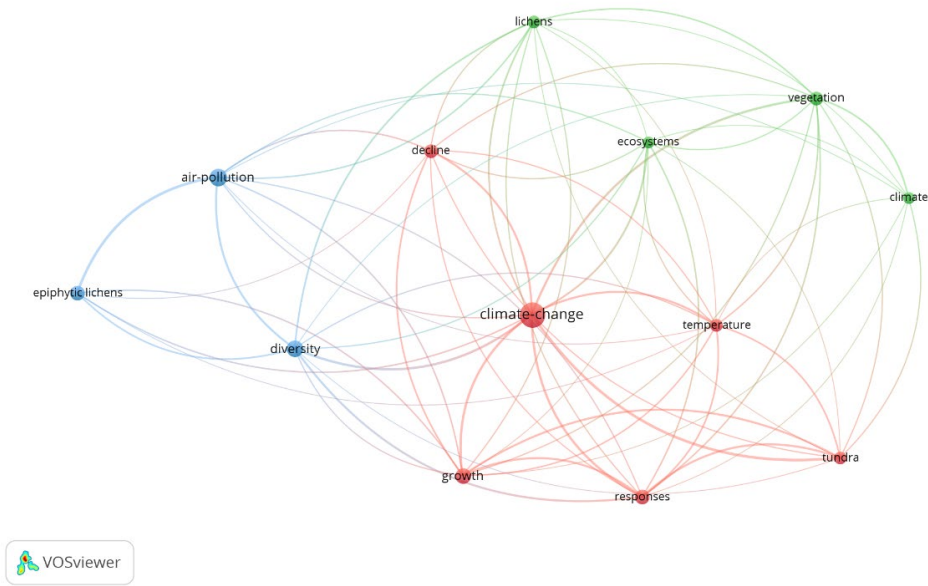 lichens
vegetation
ecosystems
decline
air-pollution
climate
epiphytic lichens
climate-change
temperature
diversity
tundra
growth
responses
VOSviewer